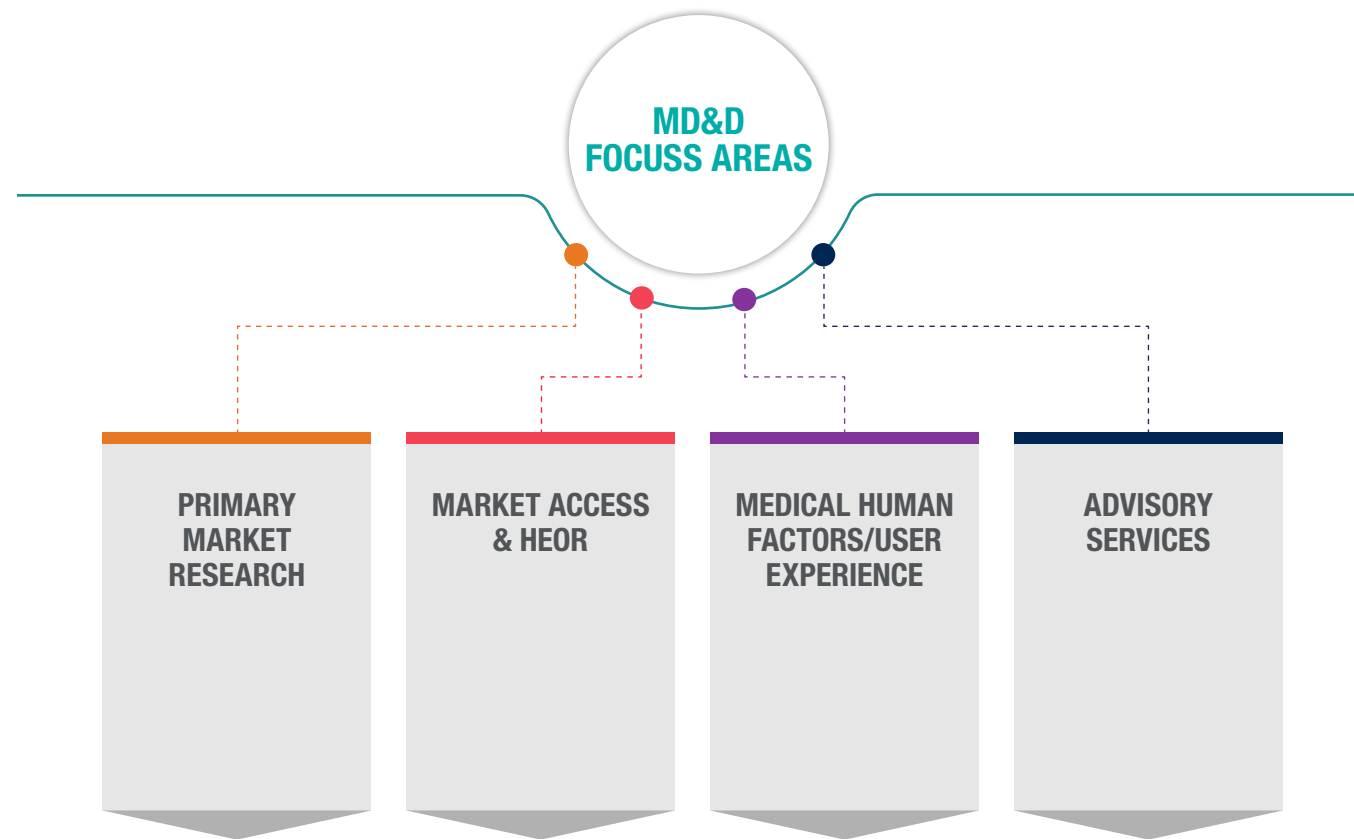 MD&D
FOCUSS AREAS
PRIMARY
MARKET
RESEARCH
MARKET ACCESS
& HEOR
MEDICAL HUMAN
FACTORS/USER
EXPERIENCE
ADVISORY
SERVICES